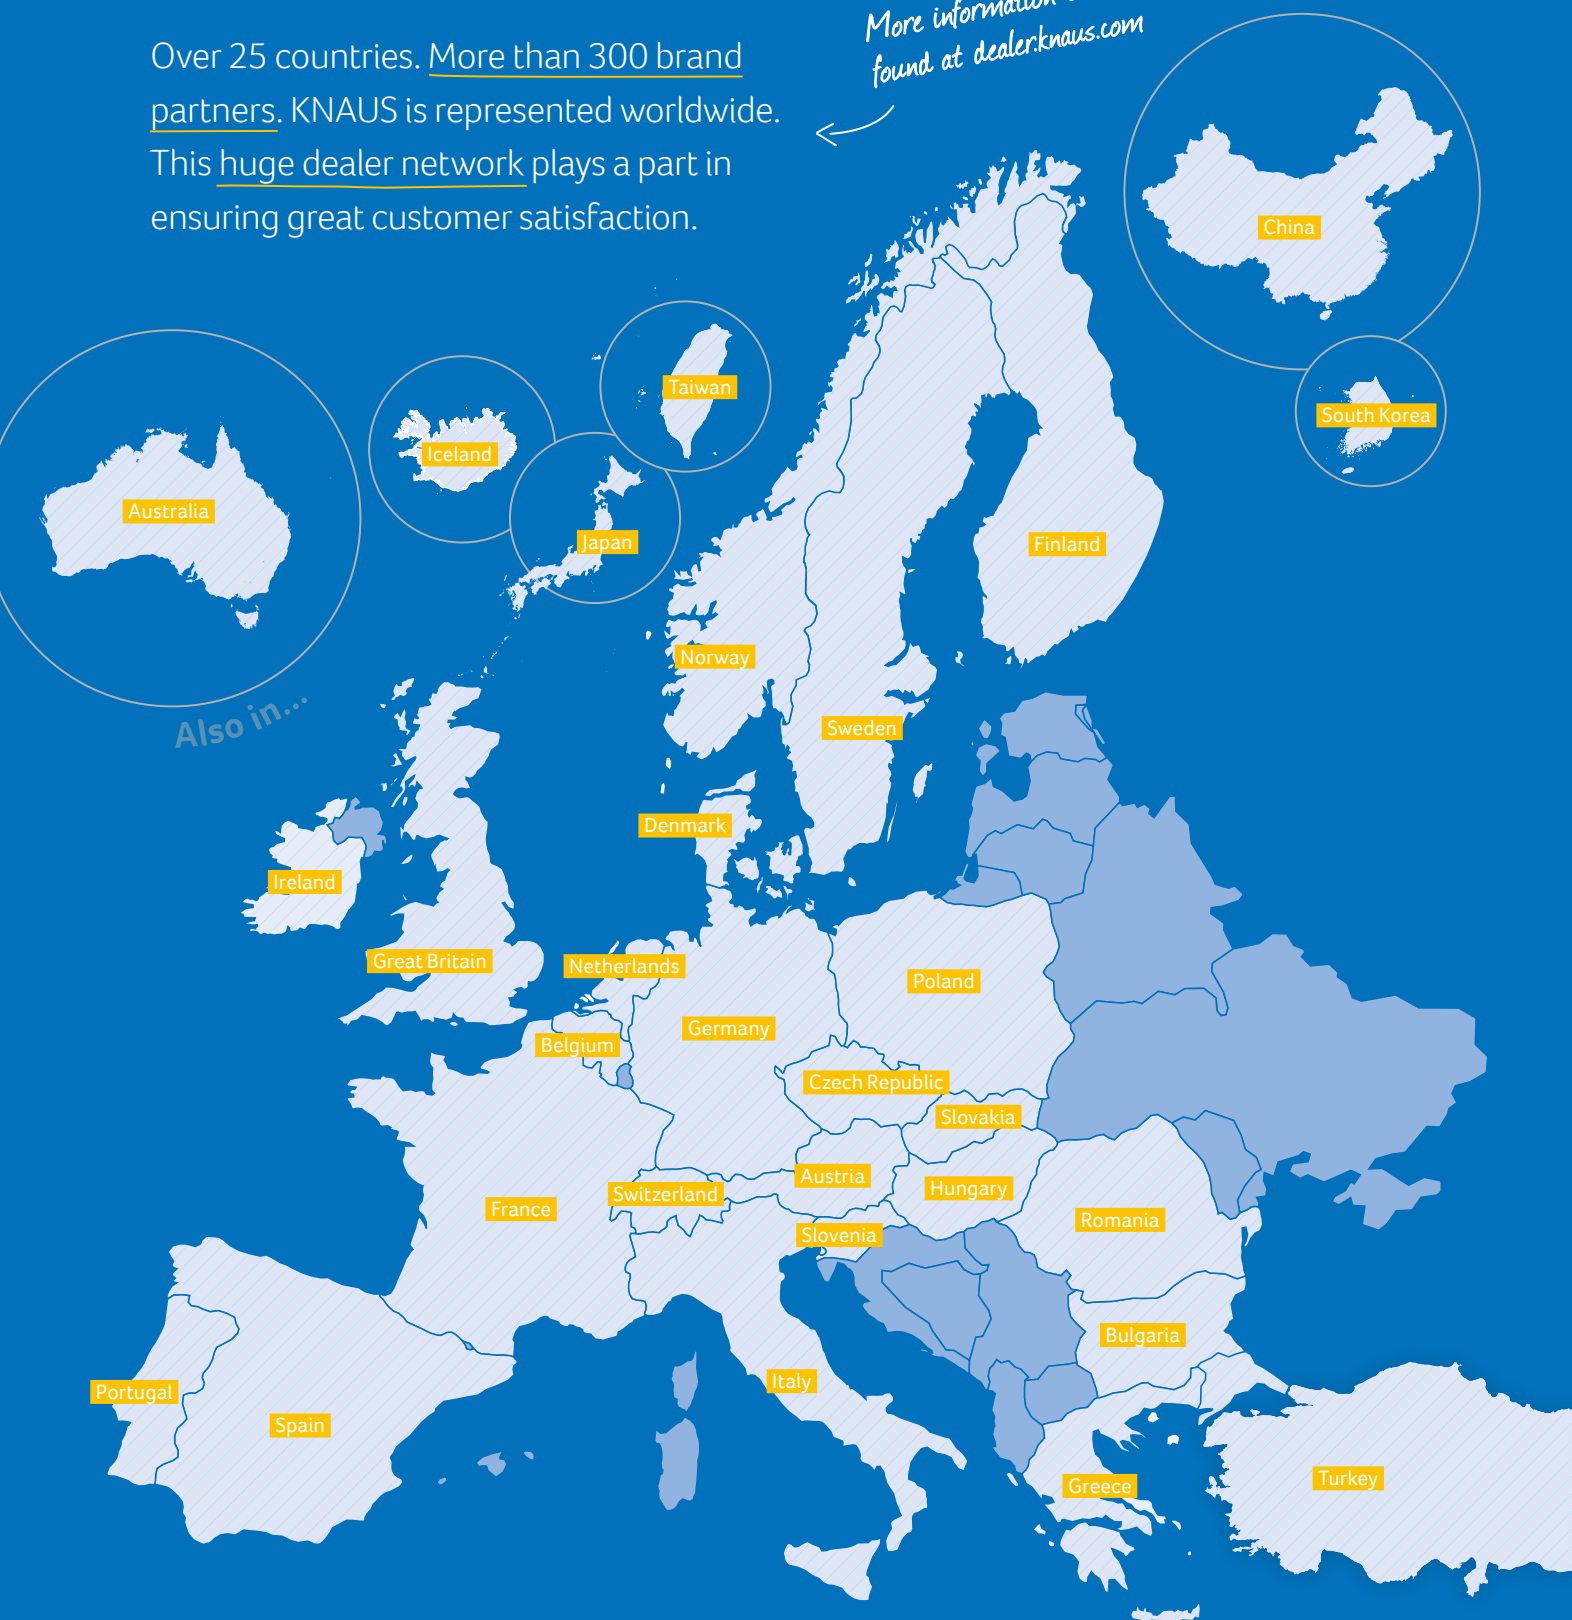 More information
found at dealer.knaus.com
Over 25 countries. More than 300 brand
partners. KNAUS is represented worldwide.
This huge dealer network plays a part in
ensuring great customer satisfaction.
China
Taiwan
South Korea
Iceland
Australia
Japan
Finland
Norway
Also in...
Sweden
Denmark
Ireland
Great Britain
Netherlands
Poland
Germany
Belgium
Czech Republic
Slovakia
Austria
Hungary
Switzerland
France
Romania
Slovenia
Bulgaria
Italy
Portugal
Spain
Turkey
Greece